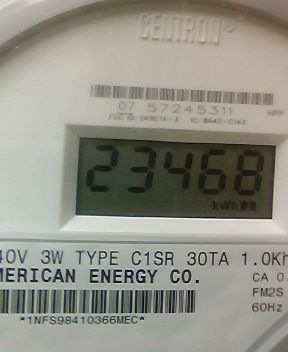 CENTRON®
07 57245311
23468
kWh
40V 3W TYPE C1SR 30TA 1.0Kh
MERICAN ENERGY CO.
CA 0.
FM2S
60Hz
*1NFS98410366MEC*